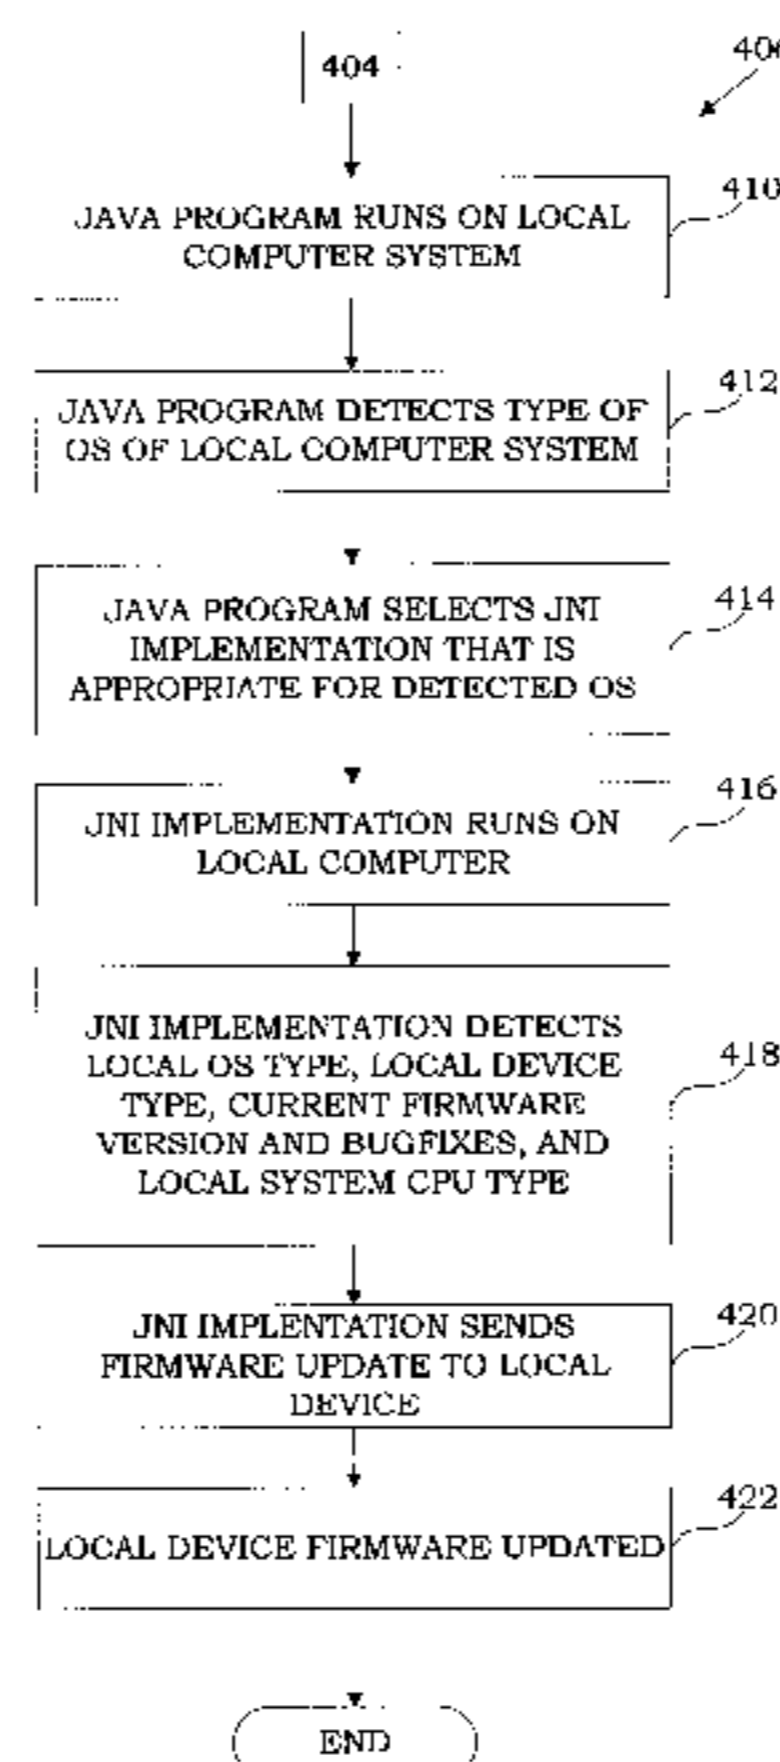 404
410
JAVA PROGRAM RUNS ON LOCAL
COMPUTER SYSTEM
412
JAVA PROGRAM DETECTS TYPE OF
OS OF LOCAL COMPUTER SYSTEM
414
JAVA PROGRAM SELECTS JNI
IMPLEMENTATION THAT IS
APPROPRIATE FOR DETECTED OS
416
JNI IMPLEMENTATION RUNS ON
LOCAL COMPUTER
418
JNI IMPLEMENTATION DETECTS
LOCAL OS TYPE, LOCAL DEVICE
TYPE, CURRENT FIRMWARE
VERSION AND BUGFIXES, AND
LOCAL SYSTEM CPU TYPE
420
JNI IMPLENTATION SENDS
FIRMWARE UPDATE TO LOCAL
DEVICE
422
LOCAL DEVICE FIRMWARE UPDATED
END